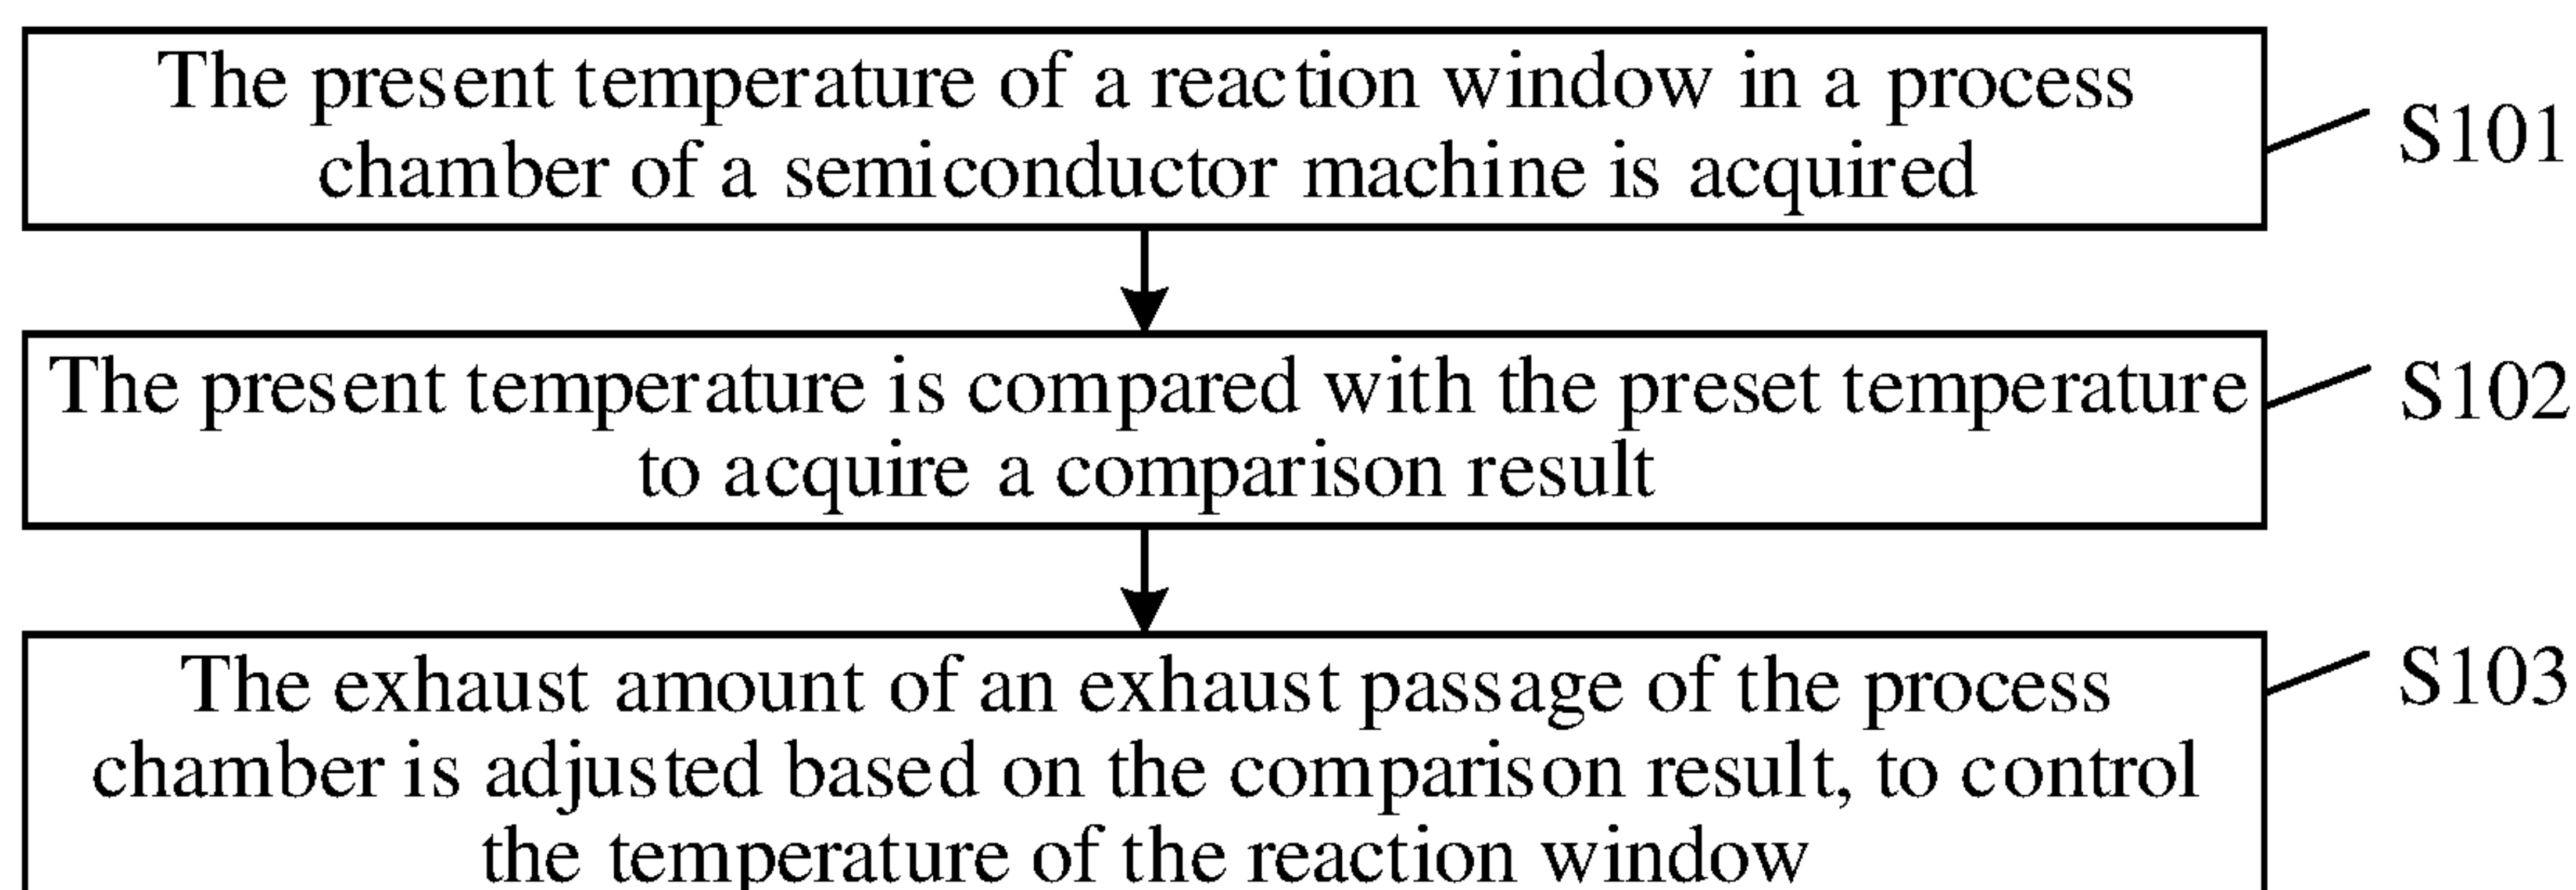 The present temperature of a reaction window in a process
chamber of a semiconductor machine is acquired
S101
The present temperature is compared with the preset temperature
to acquire a comparison result
S102
The exhaust amount of an exhaust passage of the process
chamber is adjusted based on the comparison result, to control
the temperature of the reaction window
S103